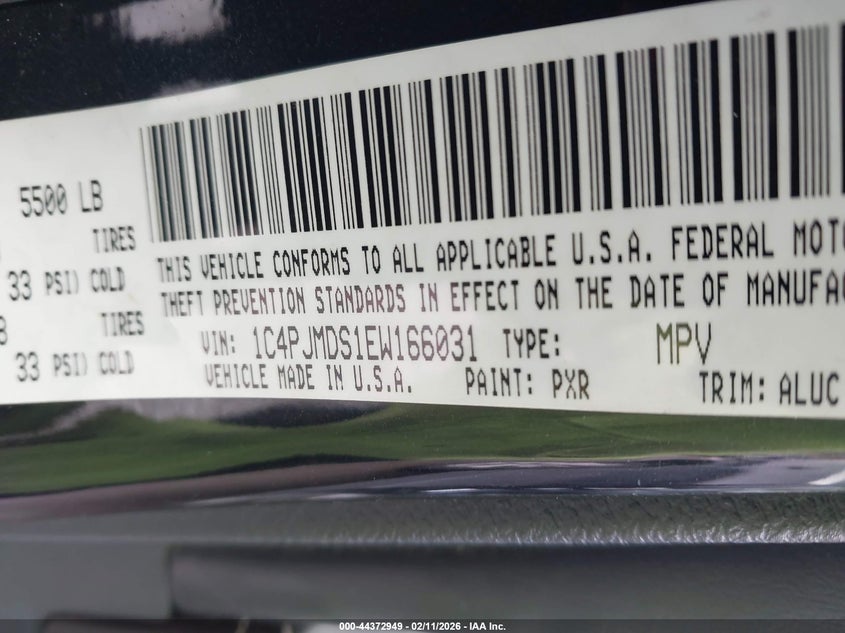 5500 LB
TIRES
33 PSI) COLD
TIRES
33 PSI) COLD
THIS VEHICLE CONFORMS TO ALL APPLICABLE U.S.A. FEDERAL MOTO
THEFT PREVENTION STANDARDS IN EFFECT ON THE DATE OF MANUFAC
VIN: 1C4PJMDS1EW166031 TYPE: MPV
VEHICLE MADE IN U.S.A. PAINT: PXR TRIM: ALUC
000-44372949 - 02/11/2026 - IAA Inc.